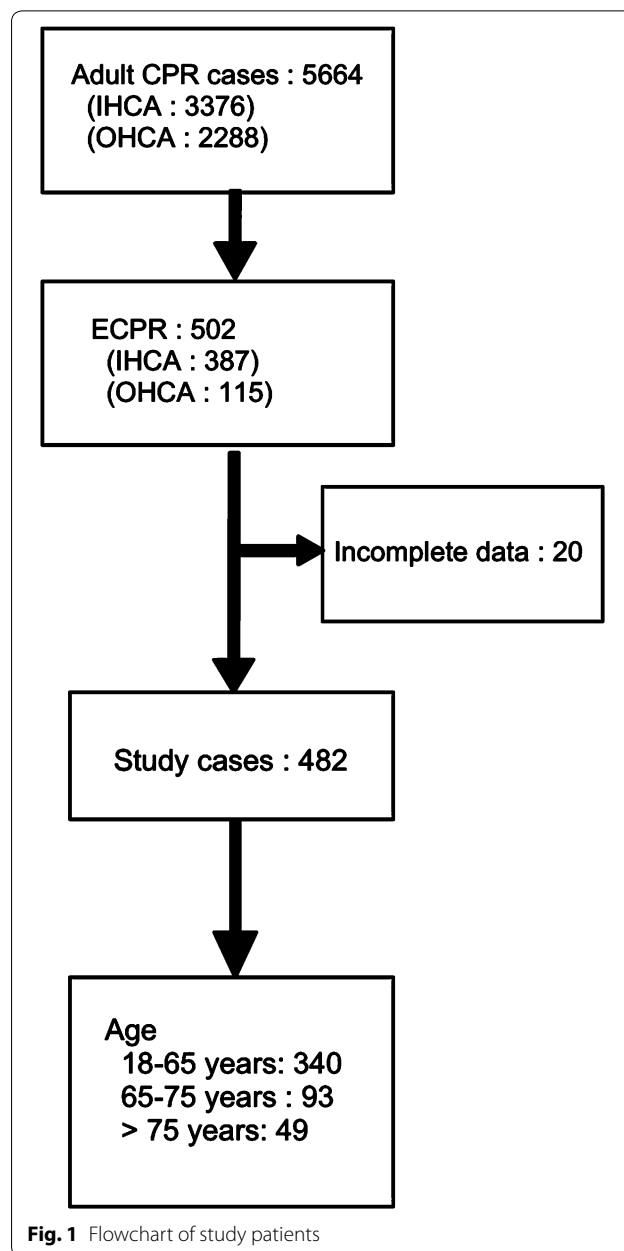 Adult CPR cases : 5664
(IHCA : 3376)
(OHCA : 2288)
ECPR : 502
(IHCA : 387)
(OHCA : 115)
Incomplete data : 20
Study cases : 482
Age
18-65 years: 340
65-75 years : 93
> 75 years: 49
Fig. 1 Flowchart of study patients